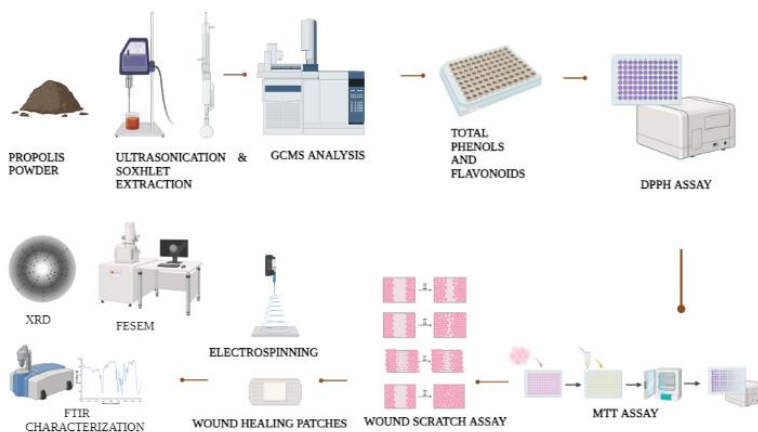 PROPOLIS
POWDER
ULTRASONICATION &
SOXHLET
EXTRACTION
GCMS ANALYSIS
TOTAL
PHENOLS
AND
FLAVONOIDS
DPPH ASSAY
XRD
FESEM
ELECTROSPINNING
FTIR
CHARACTERIZATION
WOUND HEALING PATCHES
WOUND SCRATCH ASSAY
MTT ASSAY